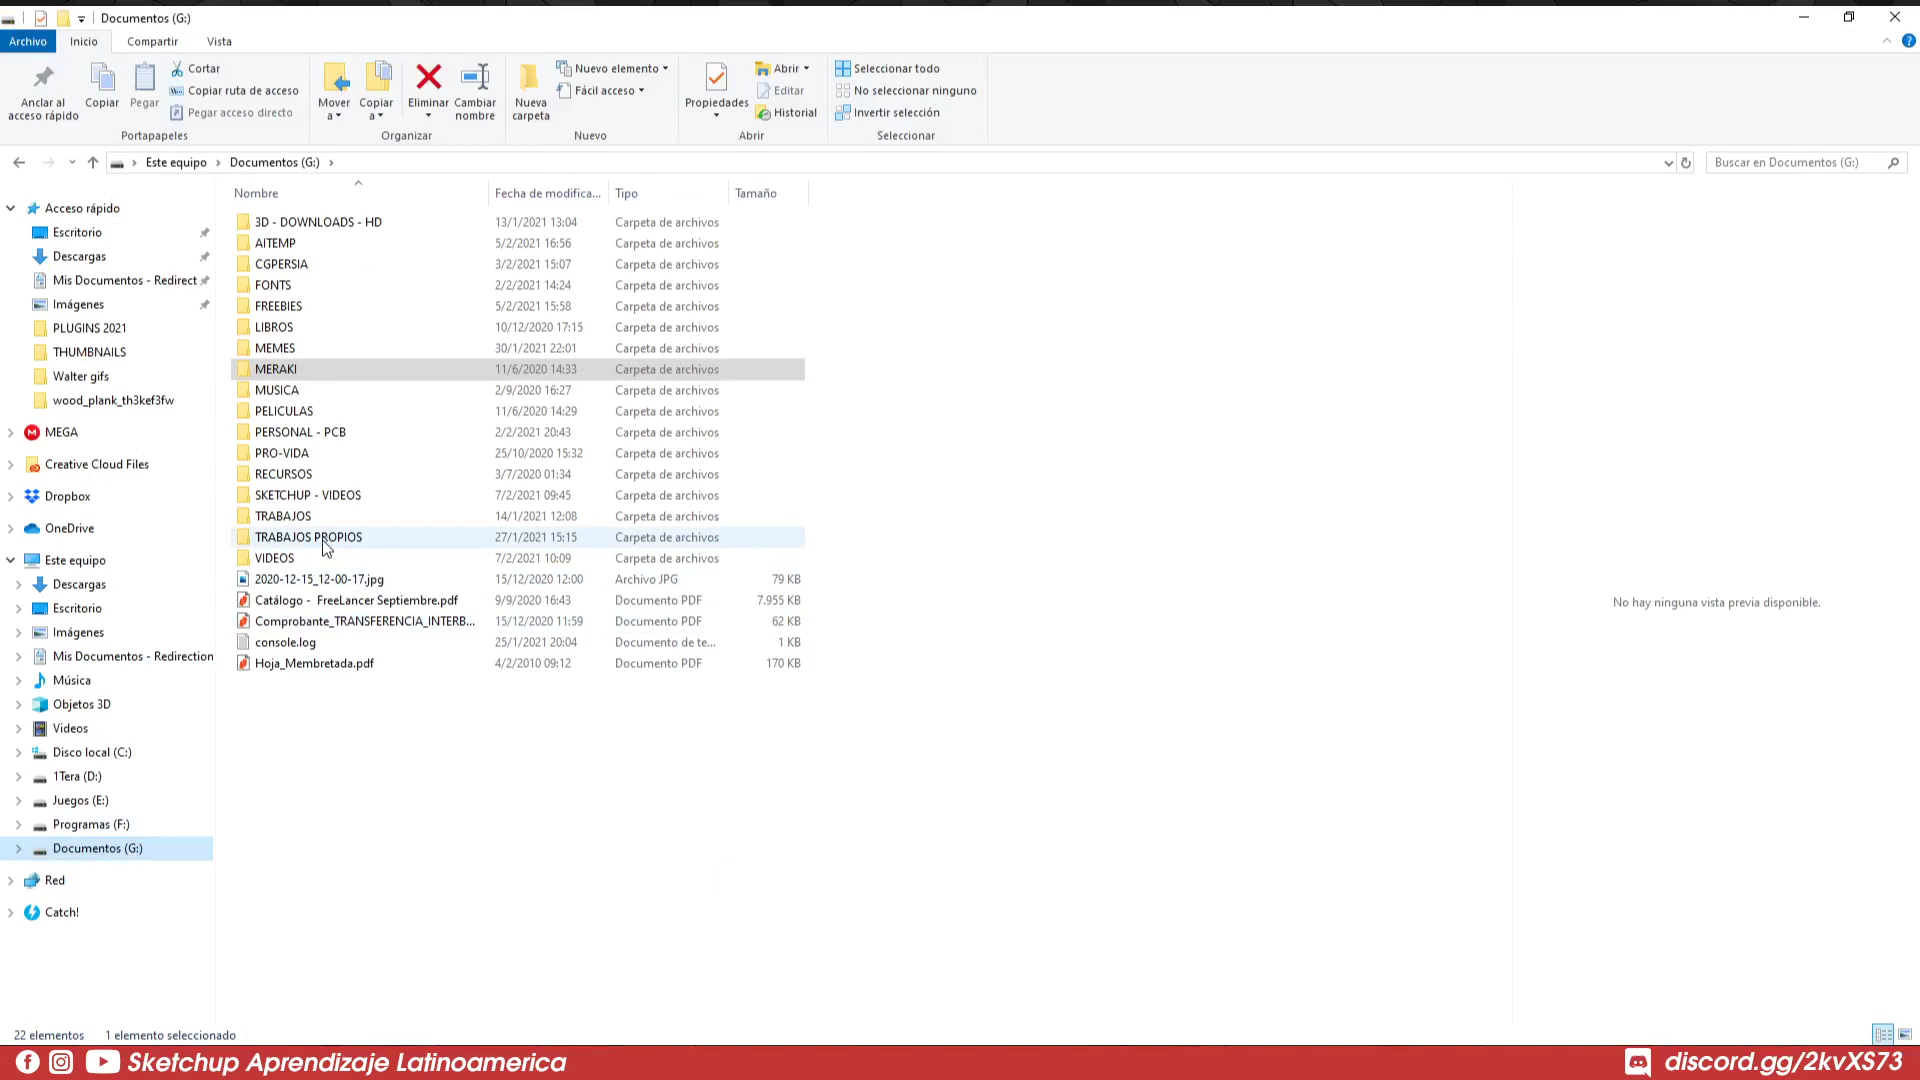 Documentos (G:)
Archivo Inicio Compartir Vista
Anclar al acceso rápido
Copiar
Pegar
Cortar
Copiar ruta de acceso
Pegar acceso directo
Portapapeles
Mover a
Copiar a
Eliminar
Cambiar nombre
Organizar
Nueva carpeta
Nuevo elemento
Fácil acceso
Nuevo
Propiedades
Abrir
Editar
Historial
Abrir
Seleccionar todo
No seleccionar ninguno
Invertir selección
Seleccionar
Este equipo > Documentos (G:) >
Buscar en Documentos (G:)
Acceso rápido
Escritorio
Descargas
Mis Documentos - Redirect
Imágenes
PLUGINS 2021
THUMBNAILS
Walter gifs
wood_plank_th3kef3fw
MEGA
Creative Cloud Files
Dropbox
OneDrive
Este equipo
Descargas
Escritorio
Imágenes
Mis Documentos - Redirection
Música
Objetos 3D
Videos
Disco local (C:)
1Tera (D:)
Juegos (E:)
Programas (F:)
Documentos (G:)
Red
Catch!
Nombre Fecha de modifica... Tipo Tamaño
3D - DOWNLOADS - HD 13/1/2021 13:04 Carpeta de archivos
AITEMP 5/2/2021 16:56 Carpeta de archivos
CGPERSIA 3/2/2021 15:07 Carpeta de archivos
FONTS 2/2/2021 14:24 Carpeta de archivos
FREEBIES 5/2/2021 15:58 Carpeta de archivos
LIBROS 10/12/2020 17:15 Carpeta de archivos
MEMES 30/1/2021 22:01 Carpeta de archivos
MERAKI 11/6/2020 14:33 Carpeta de archivos
MUSICA 2/9/2020 16:27 Carpeta de archivos
PELICULAS 11/6/2020 14:29 Carpeta de archivos
PERSONAL - PCB 2/2/2021 20:43 Carpeta de archivos
PRO-VIDA 25/10/2020 15:32 Carpeta de archivos
RECURSOS 3/7/2020 01:34 Carpeta de archivos
SKETCHUP - VIDEOS 7/2/2021 09:45 Carpeta de archivos
TRABAJOS 14/1/2021 12:08 Carpeta de archivos
TRABAJOS PROPIOS 27/1/2021 15:15 Carpeta de archivos
VIDEOS 7/2/2021 10:09 Carpeta de archivos
2020-12-15_12-00-17.jpg 15/12/2020 12:00 Archivo JPG 79 KB
Catálogo - FreeLancer Septiembre.pdf 9/9/2020 16:43 Documento PDF 7.955 KB
Comprobante_TRANSFERENCIA_INTERB... 15/12/2020 11:59 Documento PDF 62 KB
console.log 25/1/2021 20:04 Documento de te... 1 KB
Hoja_Membretada.pdf 4/2/2010 09:12 Documento PDF 170 KB
No hay ninguna vista previa disponible.
22 elementos 1 elemento seleccionado
Sketchup Aprendizaje Latinoamerica
discord.gg/2kvXS73